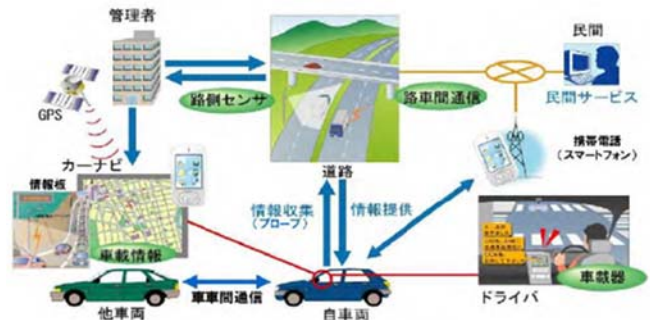 管理者
民間
民間サービス
GPS
路側センサ
路車間通信
携帯電話
(スマートフォン)
カーナビ
道路
情報板
情報収集
(プローブ)
情報提供
車載情報
車載器
車車間通信
ドライバ
他車両
自車両